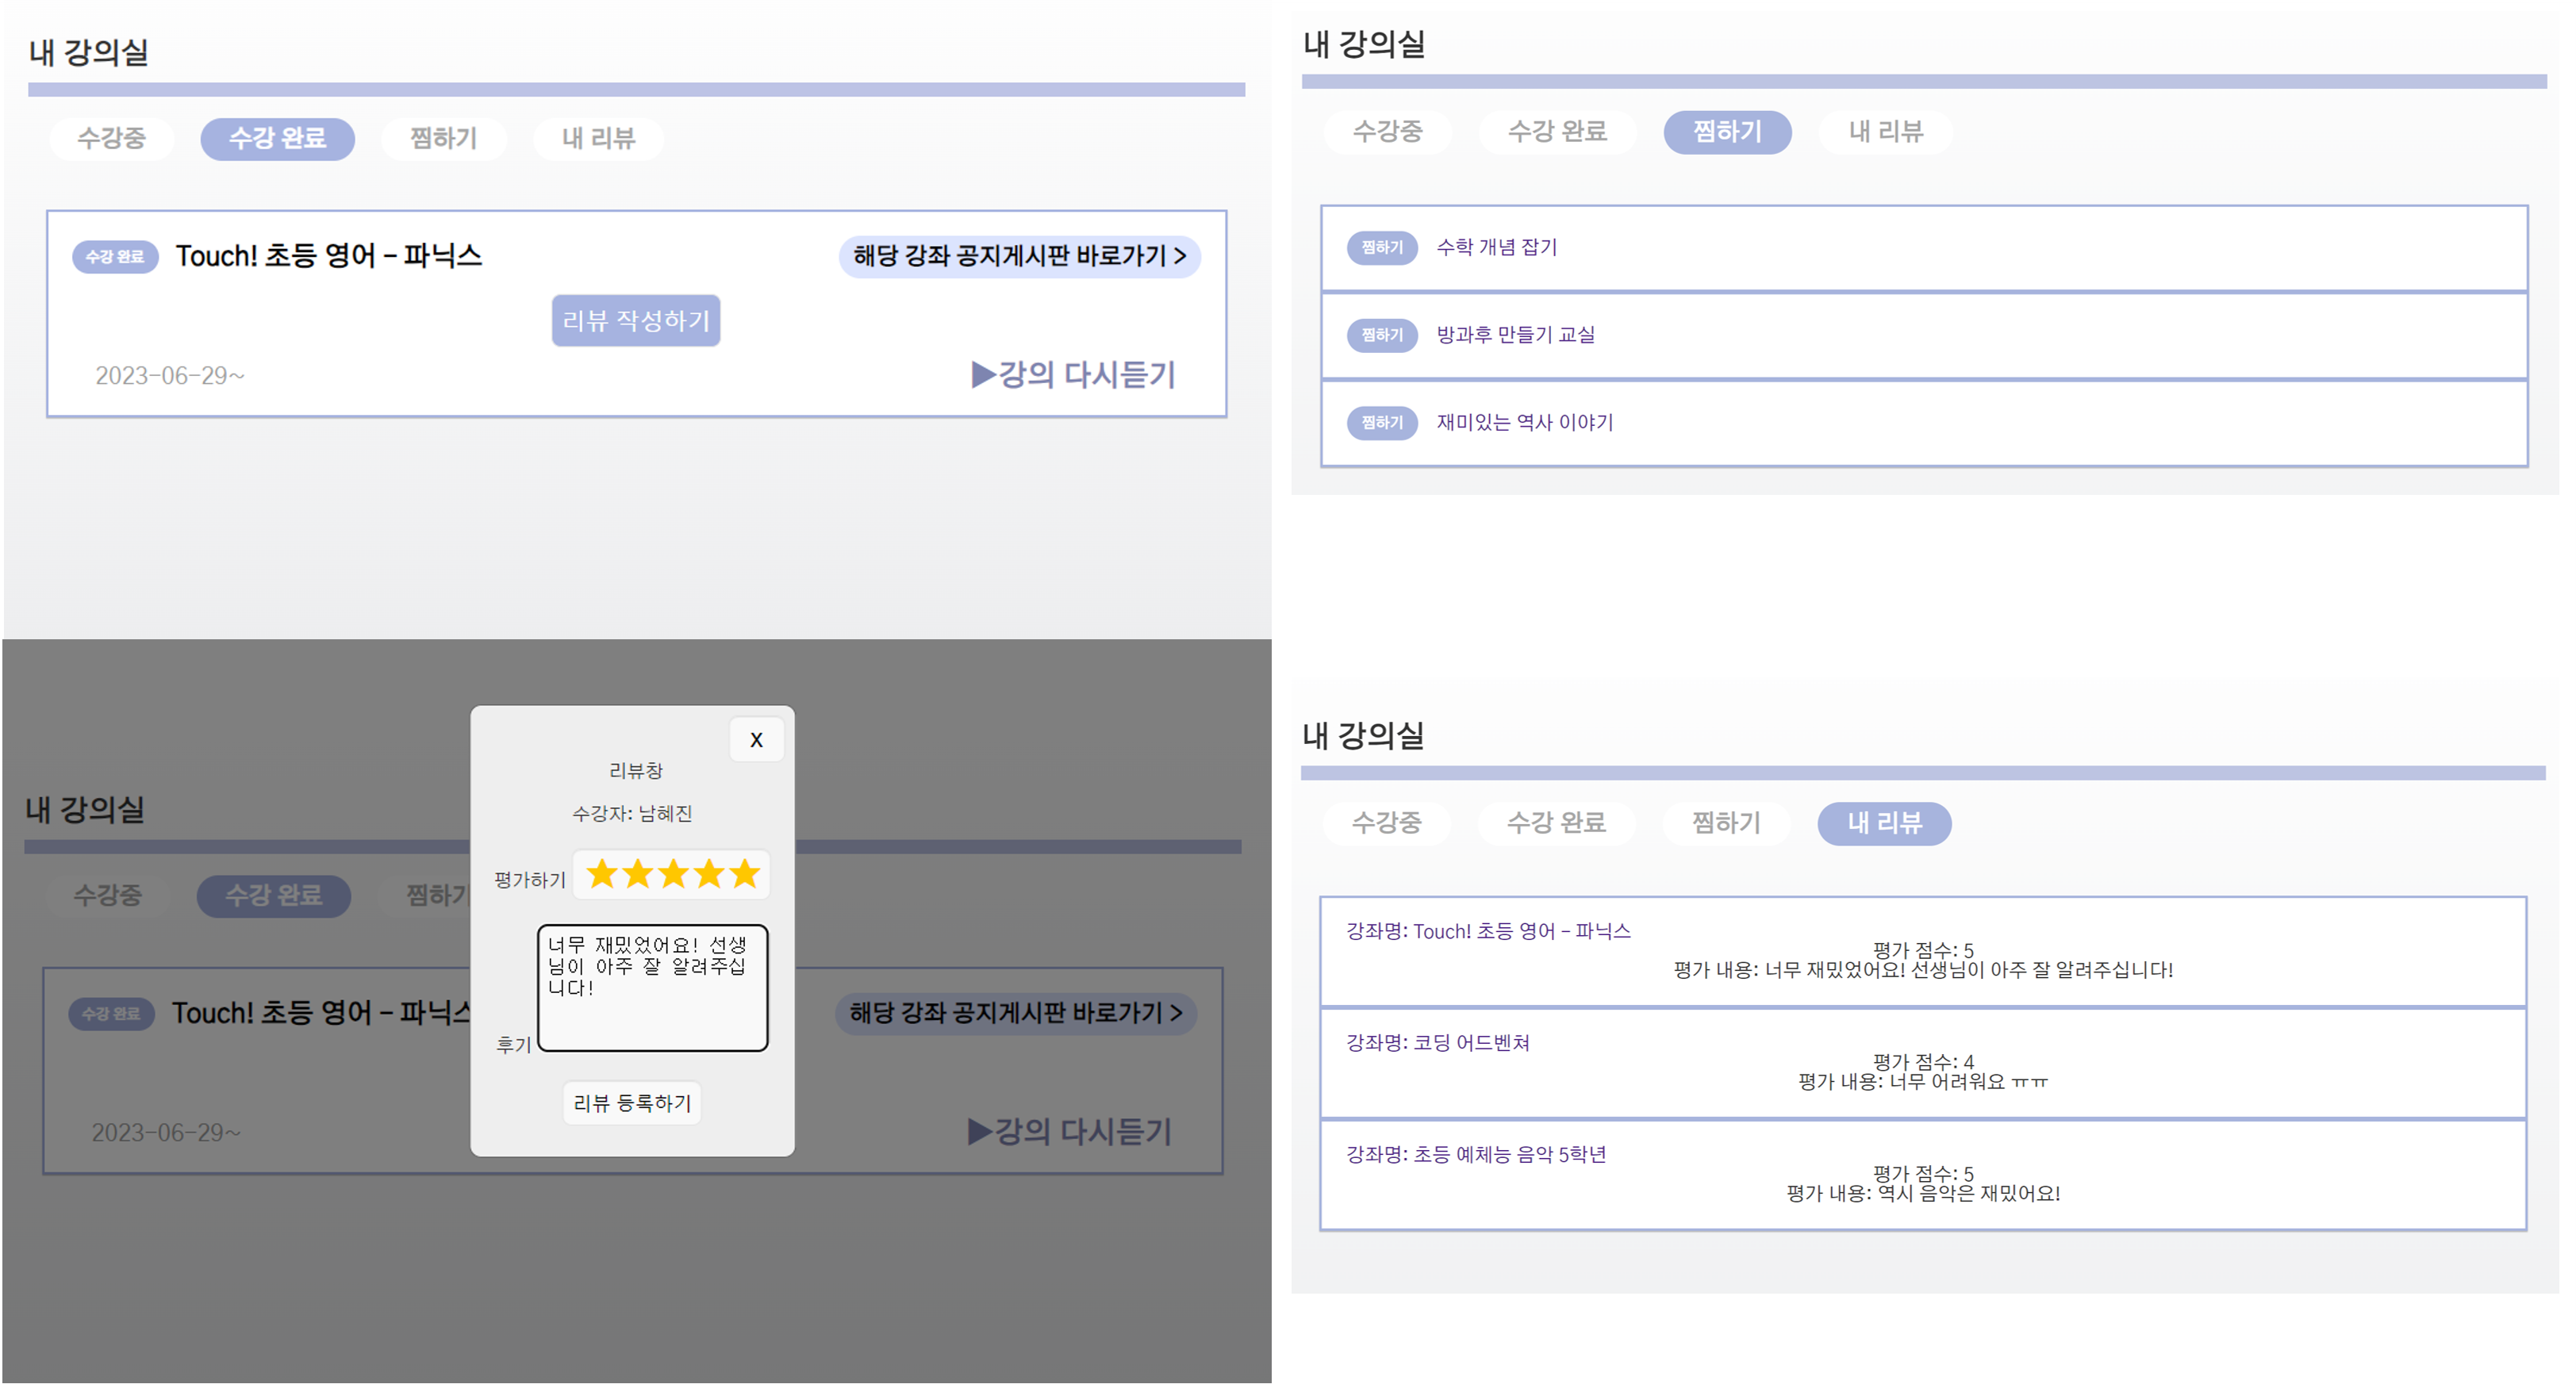 내 강의실
수강중 수강 완료 찜하기 내 리뷰
수강 완료 Touch! 초등 영어 - 파닉스 해당 강좌 공지게시판 바로가기 >
리뷰 작성하기
2023-06-29~ ▶강의 다시듣기
내 강의실
수강중 수강 완료 찜하기 내 리뷰
찜하기 수학 개념 잡기
찜하기 방과후 만들기 교실
찜하기 재미있는 역사 이야기
내 강의실
수강중 수강 완료 찜하기
수강 완료 Touch! 초등 영어 - 파닉스 해당 강좌 공지게시판 바로가기 >
2023-06-29~ ▶강의 다시듣기
X
리뷰창
수강자: 남혜진
평가하기 ★★★★★
너무 재밌었어요! 선생
님이 아주 잘 알려주십
니다!
후기
리뷰 등록하기
내 강의실
수강중 수강 완료 찜하기 내 리뷰
강좌명: Touch! 초등 영어 - 파닉스
평가 점수: 5
평가 내용: 너무 재밌었어요! 선생님이 아주 잘 알려주십니다!
강좌명: 코딩 어드벤쳐
평가 점수: 4
평가 내용: 너무 어려워요 ㅠㅠ
강좌명: 초등 예체능 음악 5학년
평가 점수: 5
평가 내용: 역시 음악은 재밌어요!